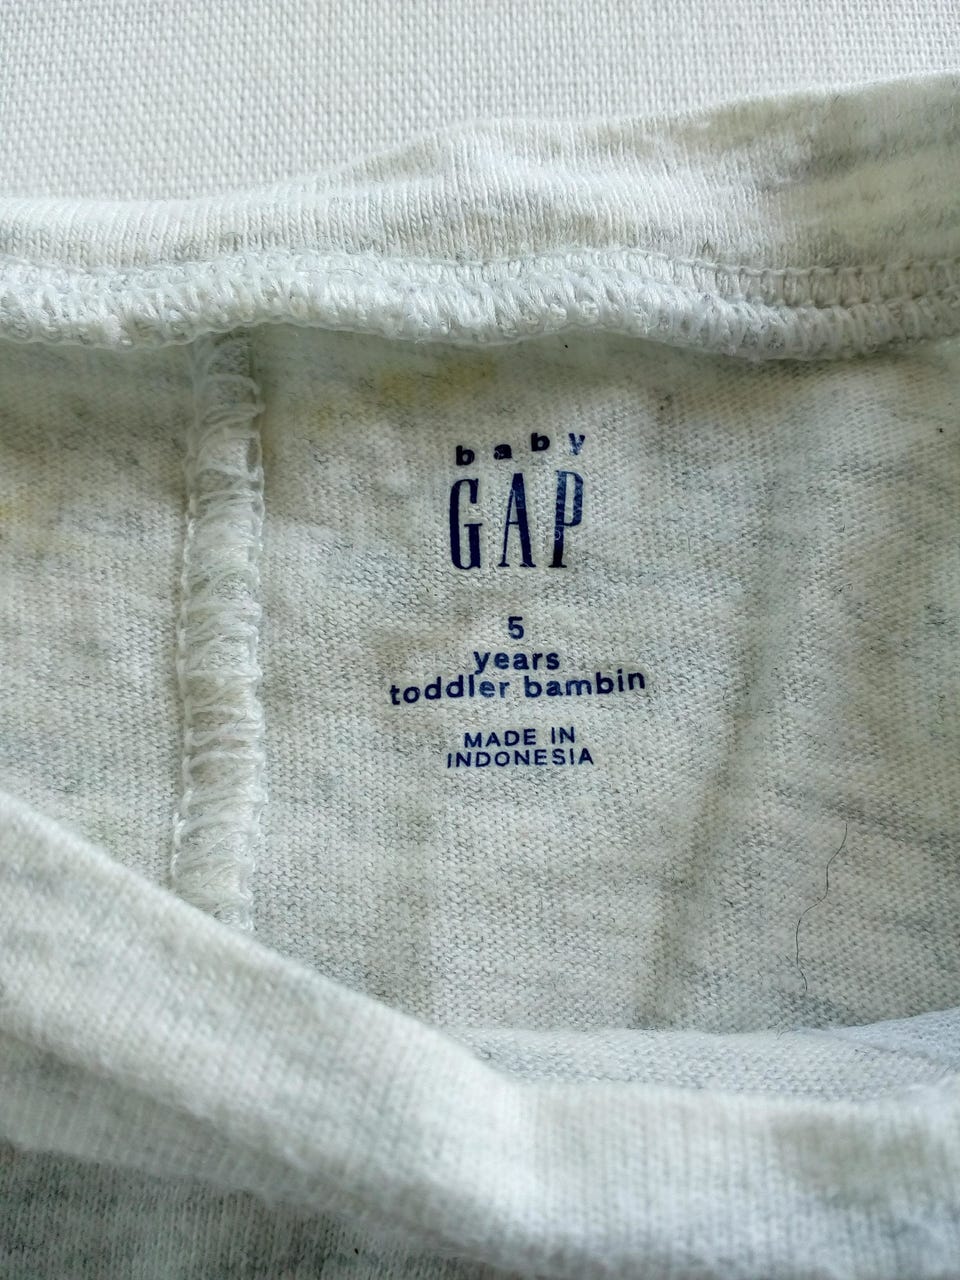 baby
GAP
5
years
toddler bambin
MADE IN
INDONESIA